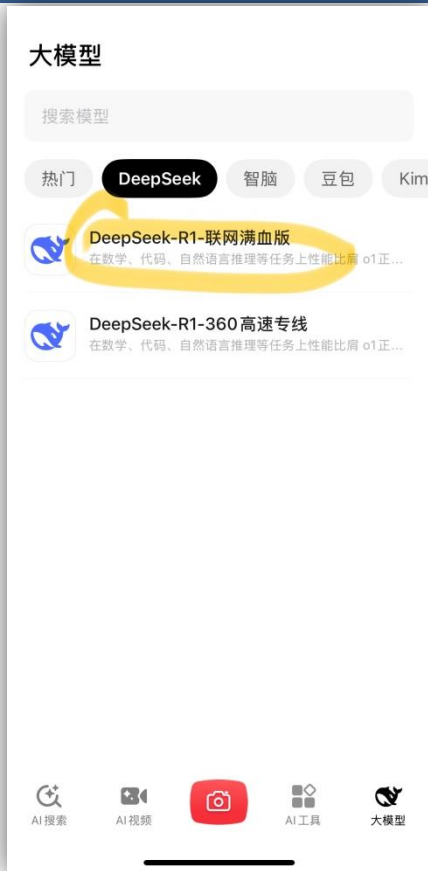 大模型
搜索模型
热门 DeepSeek 智脑 豆包 Kim
DeepSeek-R1-联网满血版
在数学、代码、自然语言推理等任务上性能比肩 o1正...
DeepSeek-R1-360高速专线
在数学、代码、自然语言推理等任务上性能比肩 o1正...
AI搜索 AI视频 AI工具 大模型